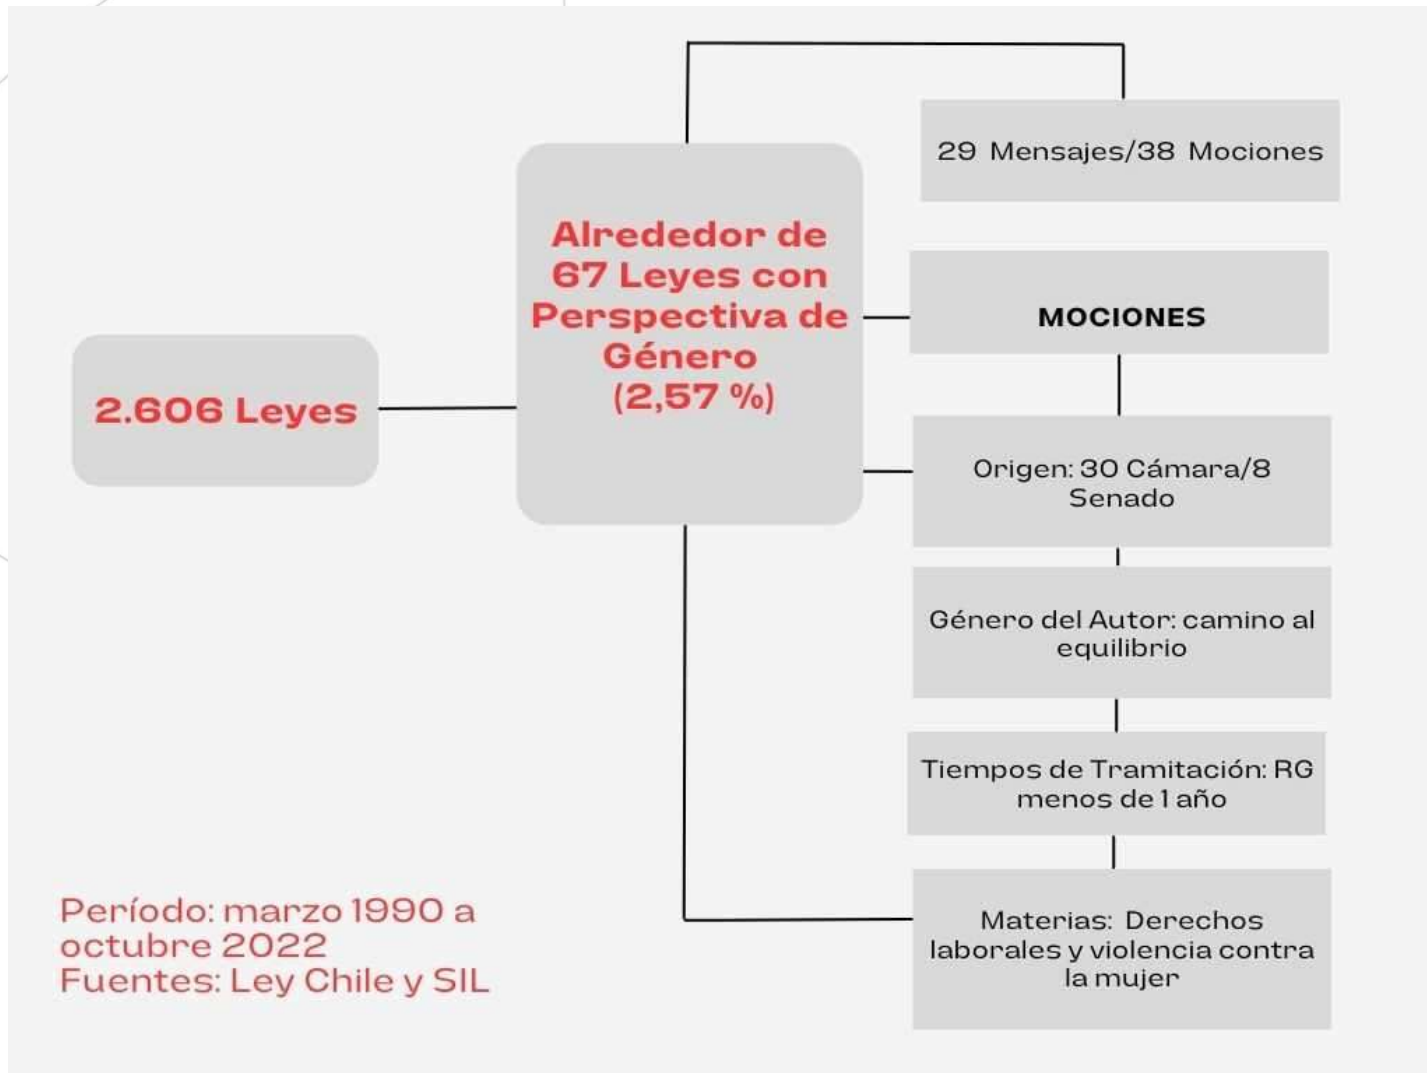 2.606 Leyes
Alrededor de
67 Leyes con
Perspectiva de
Género
(2,57 %)
29 Mensajes/38 Mociones
MOCIONES
Origen: 30 Cámara/8
Senado
Género del Autor: camino al
equilibrio
Tiempos de Tramitación: RG
menos de 1 año
Materias: Derechos
laborales y violencia contra
la mujer
Período: marzo 1990 a
octubre 2022
Fuentes: Ley Chile y SIL